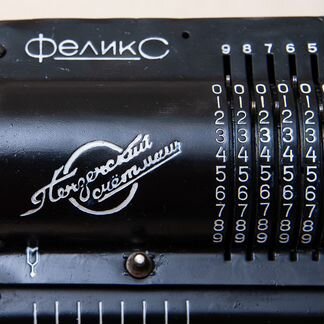 феликс
9 8 7 6 5
0 0 0 0 0
1 1 1 1 1
2 2 2 2 2
3 3 3 3 3
4 4 4 4 4
5 5 5 5 5
6 6 6 6 6
7 7 7 7 7
8 8 8 8 8
9 9 9 9 9
Пензенский
счётмаш